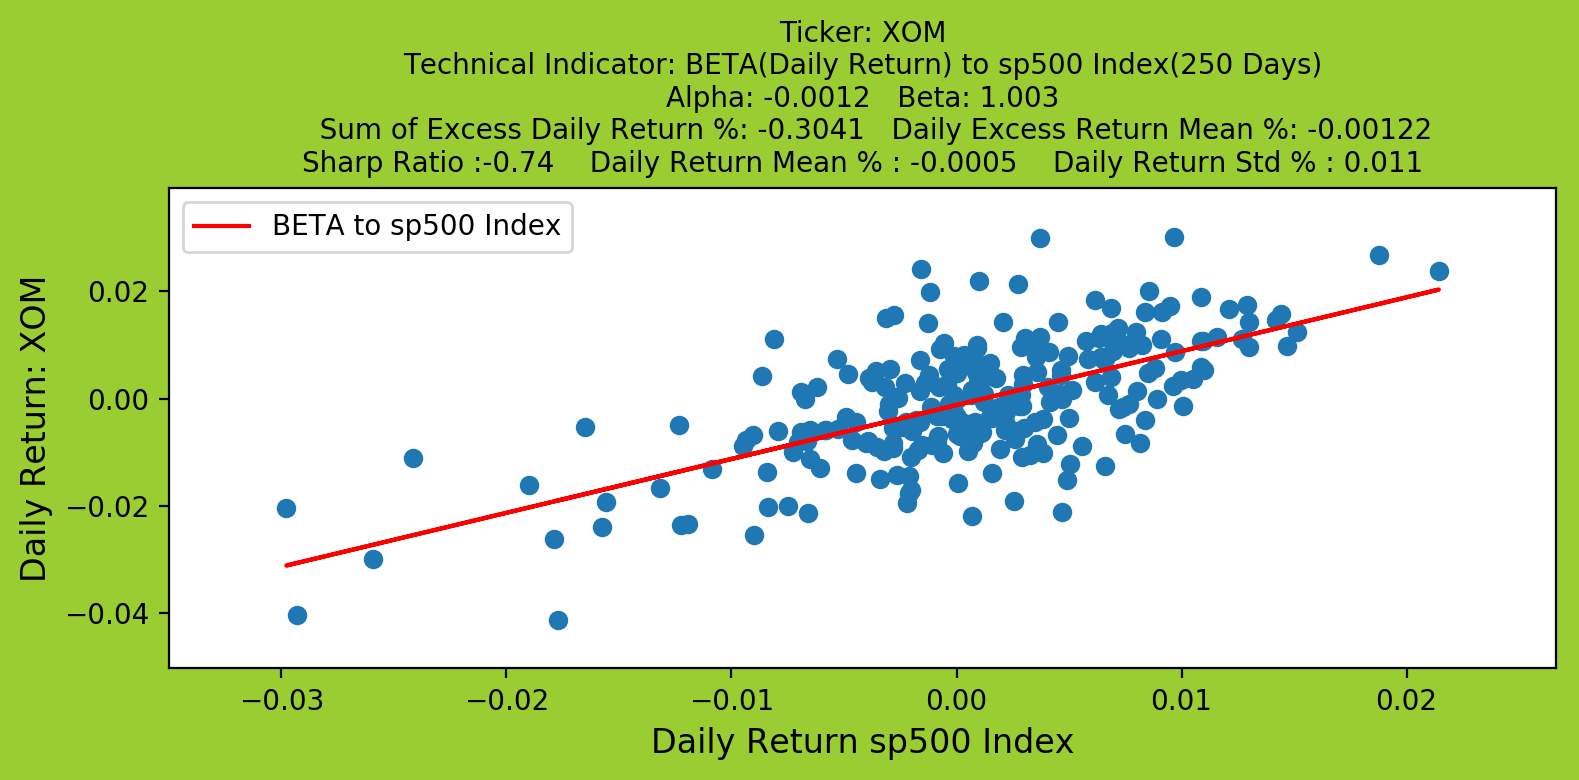 Ticker: XOM
Technical Indicator: BETA(Daily Return) to sp500 Index(250 Days)
Alpha: -0.0012   Beta: 1.003
Sum of Excess Daily Return %: -0.3041   Daily Excess Return Mean %: -0.00122
Sharp Ratio :-0.74    Daily Return Mean % : -0.0005    Daily Return Std % : 0.011
BETA to sp500 Index
Daily Return: XOM
0.02
0.00
−0.02
−0.04
−0.03
−0.02
−0.01
0.00
0.01
0.02
Daily Return sp500 Index